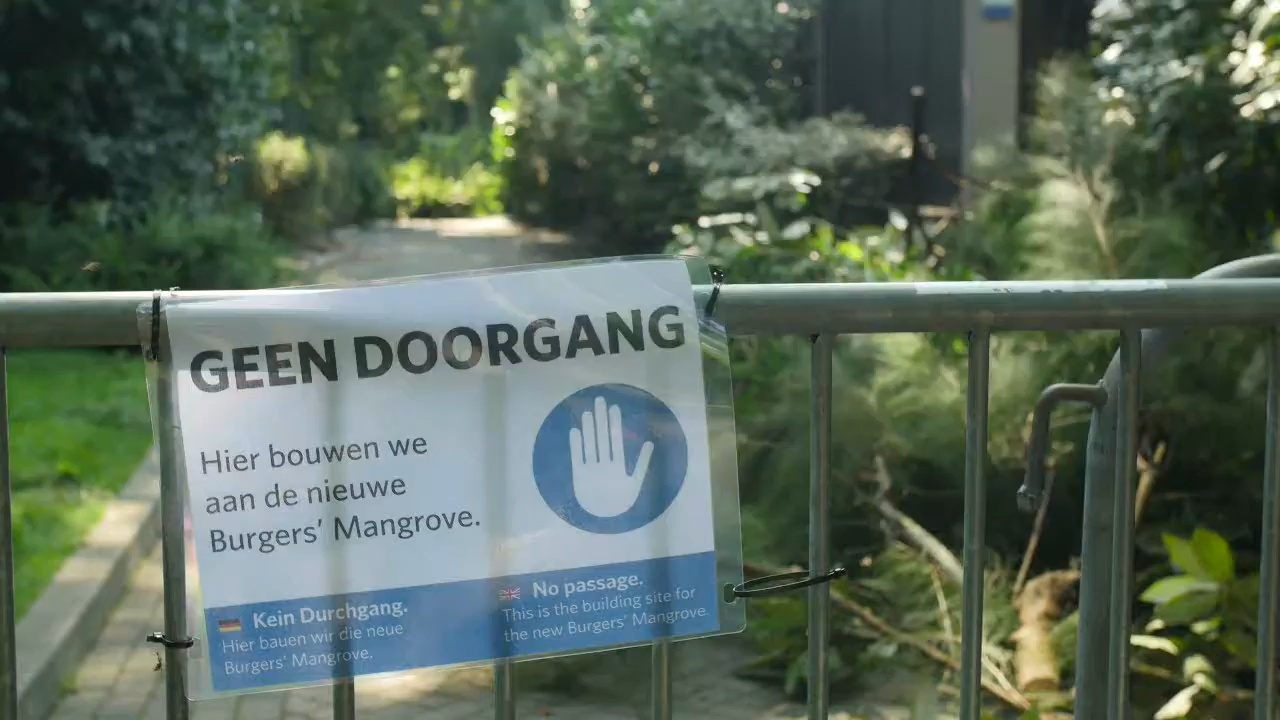 GEEN DOORGANG
Hier bouwen we
aan de nieuwe
Burgers’ Mangrove.
Kein Durchgang.
Hier bauen wir die neue
Burgers’ Mangrove.
No passage.
This is the building site for
the new Burgers’ Mangrove.